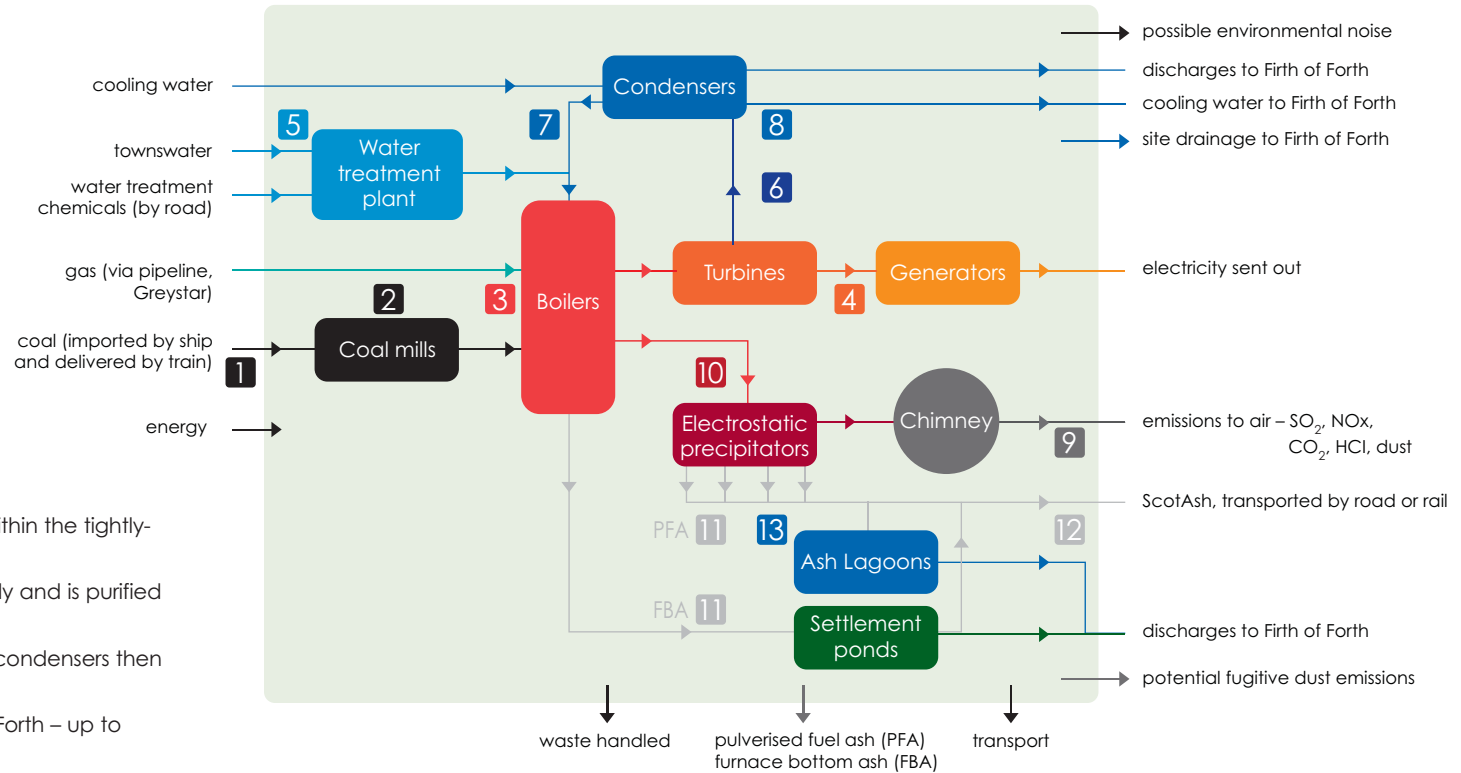 possible environmental noise
cooling water
Condensers
discharges to Firth of Forth
cooling water to Firth of Forth
5
7
8
townswater
Water
treatment
plant
site drainage to Firth of Forth
water treatment
chemicals (by road)
6
gas (via pipeline,
Greystar)
2
3
Boilers
Turbines
4
Generators
electricity sent out
coal (imported by ship
and delivered by train)
1
Coal mills
10
energy
Electrostatic
precipitators
Chimney
9
emissions to air – SO2, NOx,
CO2, HCl, dust
ScotAsh, transported by road or rail
PFA 11
13
12
Ash Lagoons
FBA 11
Settlement
ponds
discharges to Firth of Forth
potential fugitive dust emissions
waste handled
pulverised fuel ash (PFA)
furnace bottom ash (FBA)
transport
ithin the tightly-
ly and is purified
condensers then
Forth – up to